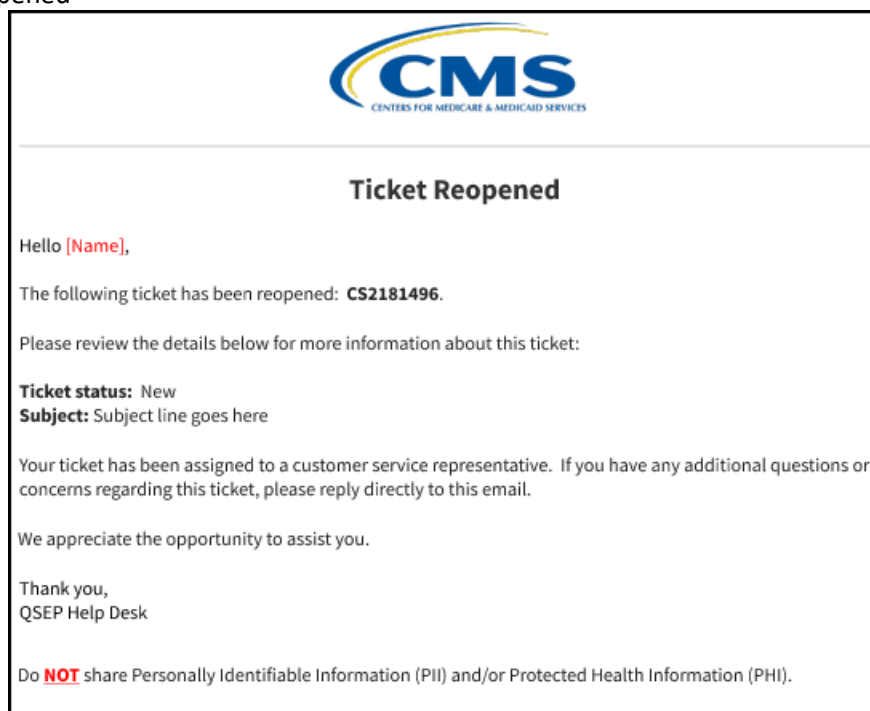 pened
CMS
CENTERS FOR MEDICARE & MEDICAID SERVICES
Ticket Reopened
Hello [Name],
The following ticket has been reopened: CS2181496.
Please review the details below for more information about this ticket:
Ticket status: New
Subject: Subject line goes here
Your ticket has been assigned to a customer service representative. If you have any additional questions or
concerns regarding this ticket, please reply directly to this email.
We appreciate the opportunity to assist you.
Thank you,
QSEP Help Desk
Do NOT share Personally Identifiable Information (PII) and/or Protected Health Information (PHI).